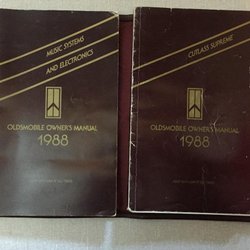 MUSIC SYSTEMS
AND ELECTRONICS
OLDSMOBILE OWNER'S MANUAL
1988
CUTLASS SUPREME
OLDSMOBILE OWNER'S MANUAL
1988